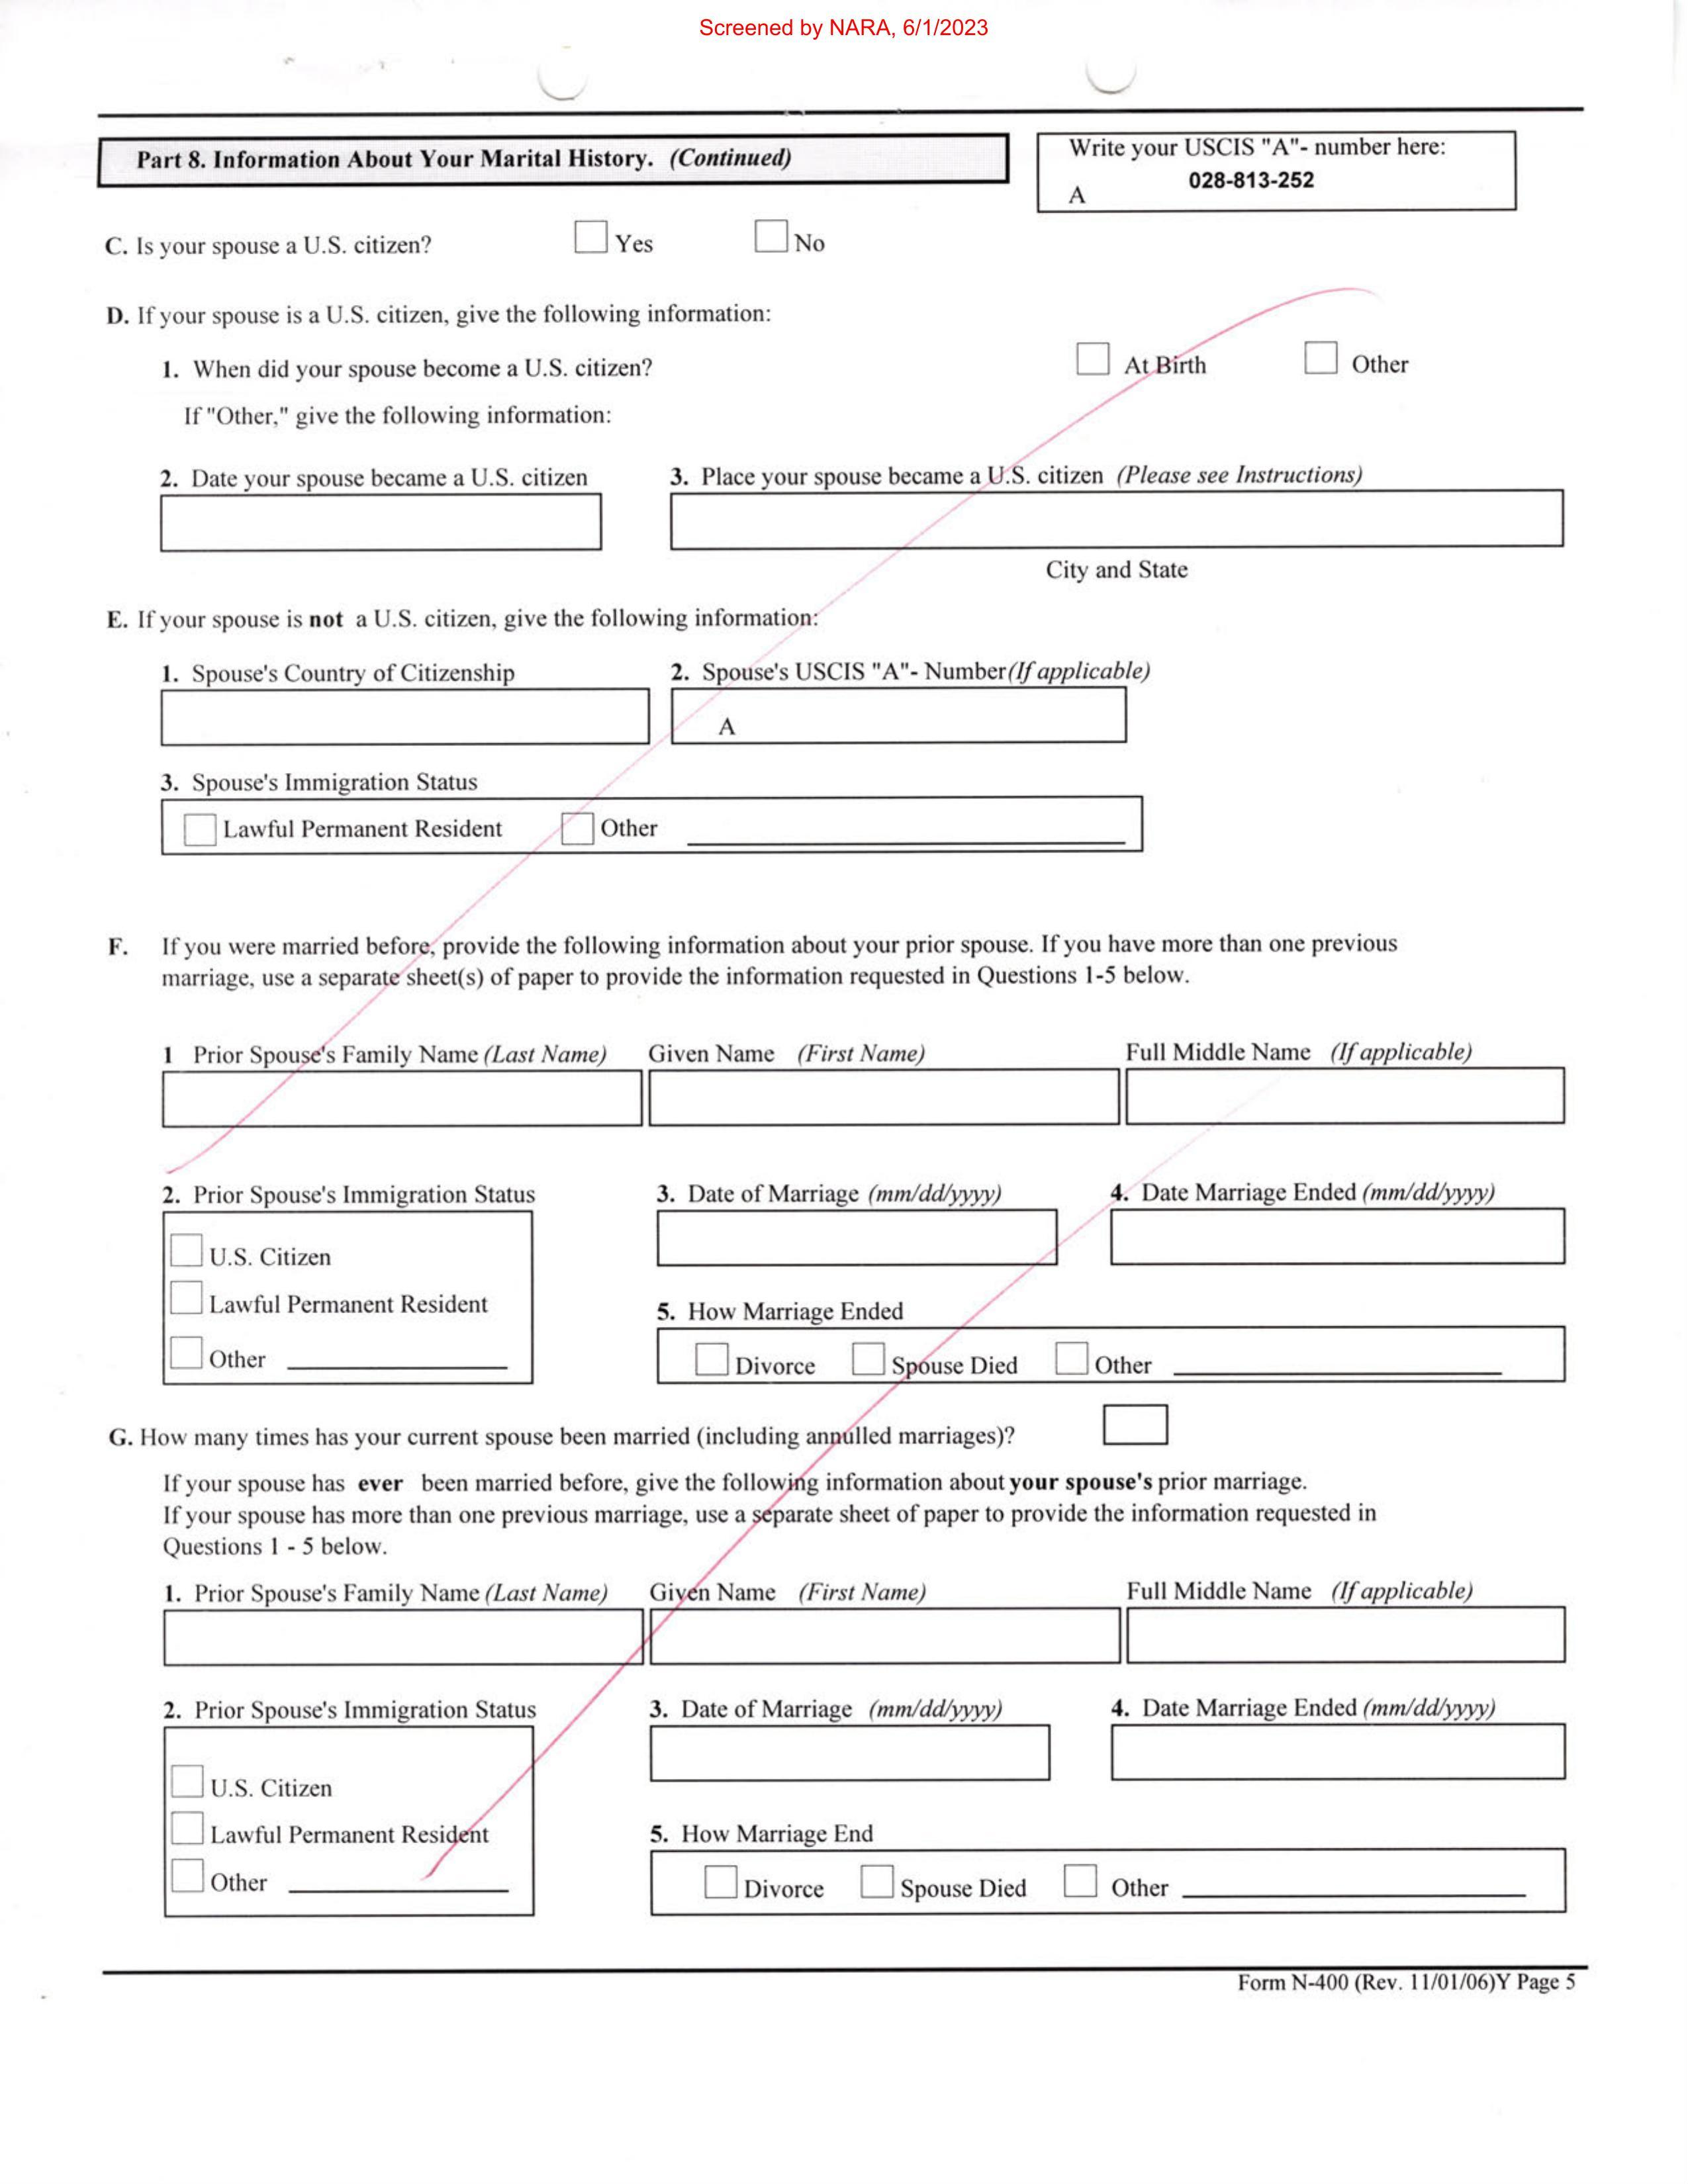 Screened by NARA, 6/1/2023
Part 8. Information About Your Marital History. (Continued)
Write your USCIS "A"- number here:
A 028-813-252
C. Is your spouse a U.S. citizen? Yes No
D. If your spouse is a U.S. citizen, give the following information:
1. When did your spouse become a U.S. citizen? At Birth Other
If "Other," give the following information:
2. Date your spouse became a U.S. citizen 3. Place your spouse became a U.S. citizen (Please see Instructions)
City and State
E. If your spouse is not a U.S. citizen, give the following information:
1. Spouse's Country of Citizenship 2. Spouse's USCIS "A"- Number (If applicable)
A
3. Spouse's Immigration Status
Lawful Permanent Resident Other
F. If you were married before, provide the following information about your prior spouse. If you have more than one previous
marriage, use a separate sheet(s) of paper to provide the information requested in Questions 1-5 below.
1 Prior Spouse's Family Name (Last Name) Given Name (First Name) Full Middle Name (If applicable)
2. Prior Spouse's Immigration Status 3. Date of Marriage (mm/dd/yyyy) 4. Date Marriage Ended (mm/dd/yyyy)
U.S. Citizen
Lawful Permanent Resident 5. How Marriage Ended
Other Divorce Spouse Died Other
G. How many times has your current spouse been married (including annulled marriages)?
If your spouse has ever been married before, give the following information about your spouse's prior marriage.
If your spouse has more than one previous marriage, use a separate sheet of paper to provide the information requested in
Questions 1 - 5 below.
1. Prior Spouse's Family Name (Last Name) Given Name (First Name) Full Middle Name (If applicable)
2. Prior Spouse's Immigration Status 3. Date of Marriage (mm/dd/yyyy) 4. Date Marriage Ended (mm/dd/yyyy)
U.S. Citizen
Lawful Permanent Resident 5. How Marriage End
Other Divorce Spouse Died Other
Form N-400 (Rev. 11/01/06)Y Page 5